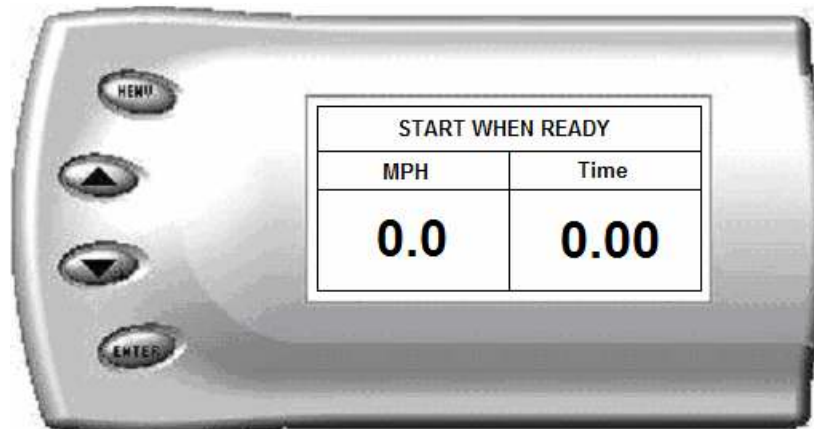 MENU
START WHEN READY
MPH Time
0.0 0.00
ENTER